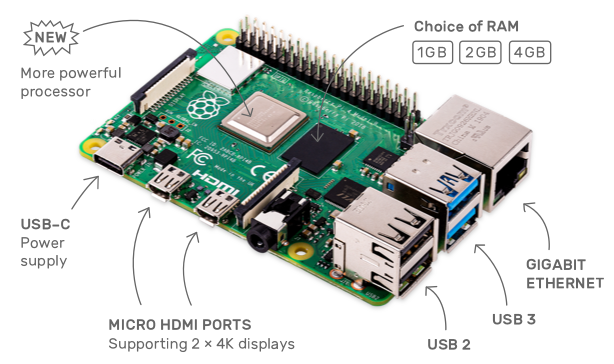 NEW
More powerful
processor
Choice of RAM
1GB 2GB 4GB
HDMI
USB–C
Power
supply
MICRO HDMI PORTS
Supporting 2 × 4K displays
USB 2
USB 3
GIGABIT
ETHERNET